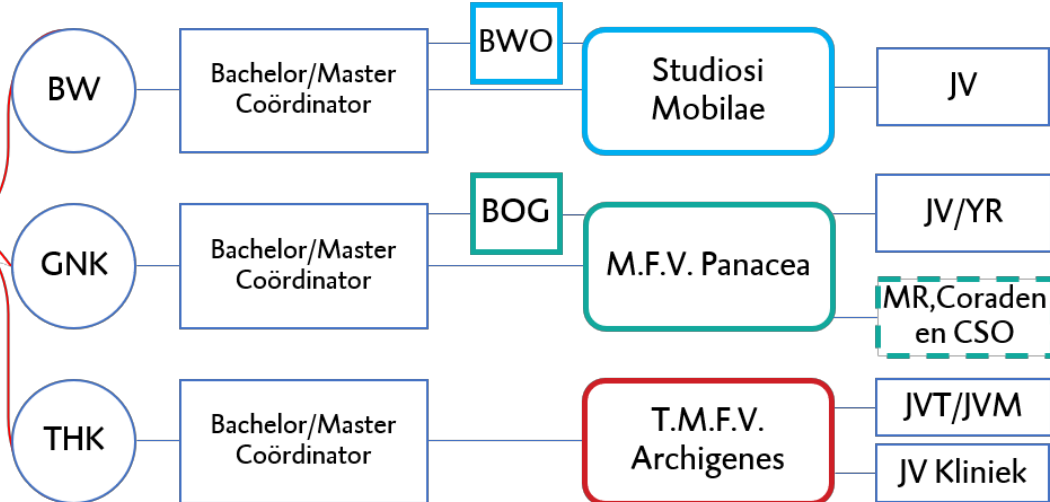 BW
Bachelor/Master
Coördinator
BWO
Studiosi
Mobilae
JV
GNK
Bachelor/Master
Coördinator
BOG
M.F.V. Panacea
JV/YR
MR,Coraden
en CSO
THK
Bachelor/Master
Coördinator
T.M.F.V.
Archigenes
JVT/JVM
JV Kliniek